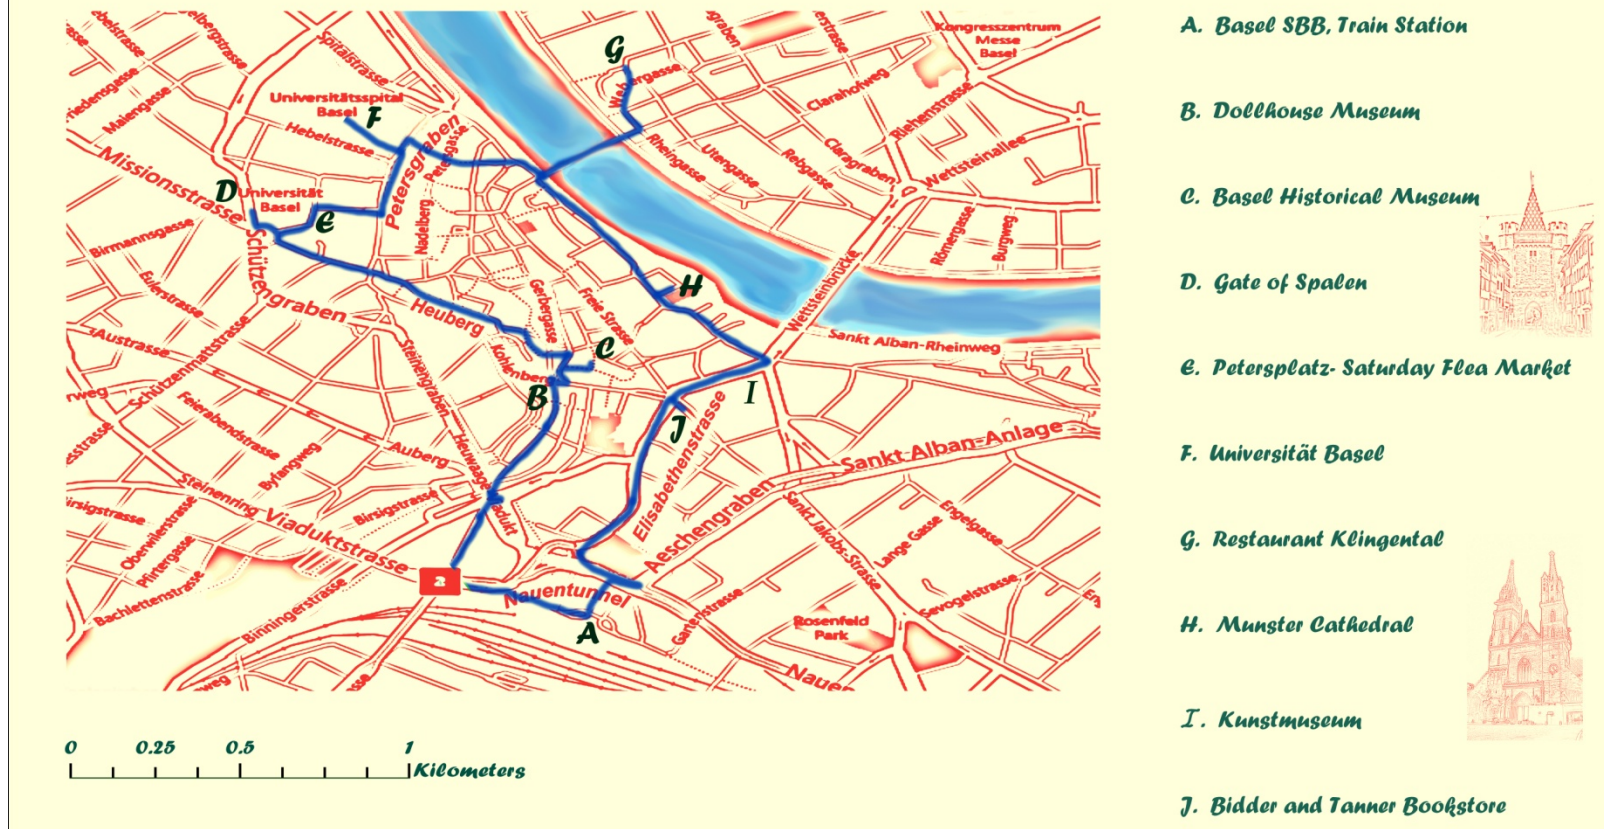 A. Basel SBB, Train Station
B. Dollhouse Museum
C. Basel Historical Museum
D. Gate of Spalen
E. Petersplatz- Saturday Flea Market
F. Universität Basel
G. Restaurant Klingental
H. Munster Cathedral
I. Kunstmuseum
J. Bidder and Tanner Bookstore
Spitalstrasse
Universitätsspital
Basel
Hebelstrasse
Maiengasse
Missionsstrasse
Universität
Basel
Petersgraben
Petersgasse
Nadelberg
Birmannsgasse
Schützengraben
Eulerstrasse
Austrasse
Schützenmattstrasse
Feierabendstrasse
Bylangweg
Steinenring
Viaduktstrasse
Birsigstrasse
Oberwilerstrasse
Pfirtergasse
Bachlettenstrasse
Binningerstrasse
Auberg
Steinengraben
Heuwaage
Viadukt
Heuberg
Kohlenberg
Gerbergasse
Freie Strasse
Webergasse
Rheingasse
Utengasse
Rebgasse
Claragraben
Clarahofweg
Riehenstrasse
Wettsteinallee
Kongresszentrum
Messe
Basel
Römergasse
Burgweg
Wettsteinbrücke
Sankt Alban-Rheinweg
Sankt Alban-Anlage
Elisabethenstrasse
Aeschengraben
Sankt Jakobs-Strasse
Lange Gasse
Engelgasse
Sevogelstrasse
Gartenstrasse
Rosenfeld
Park
Nauentunnel
Nauen
2
A
B
C
D
E
F
G
H
I
J
0 0.25 0.5 1
Kilometers